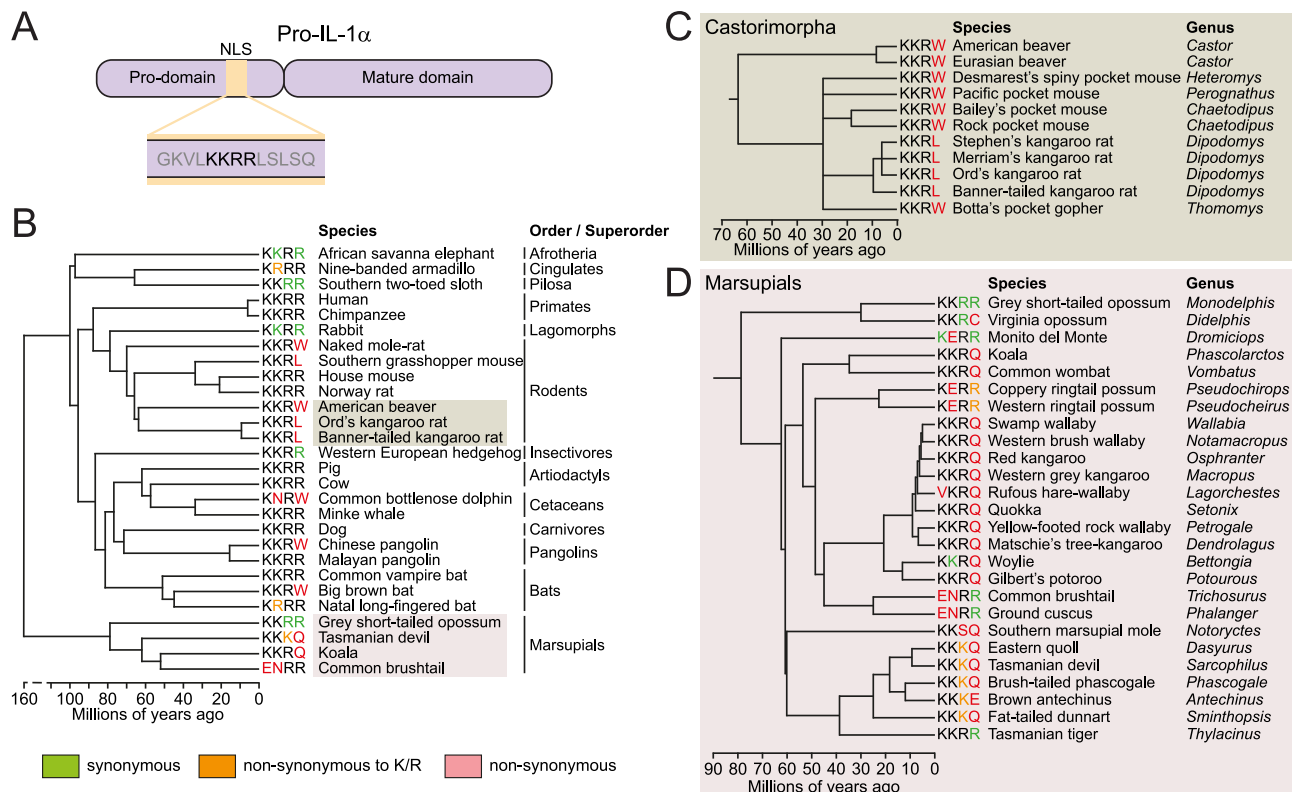 A
Pro-IL-1α
NLS
Pro-domain
Mature domain
GKVLKKRRLSLSQ
B
Species Order / Superorder
KKRR African savanna elephant Afrotheria
KRRR Nine-banded armadillo Cingulates
KKRR Southern two-toed sloth Pilosa
KKRR Human
Primates
KKRR Chimpanzee
KKRR Rabbit Lagomorphs
KKRW Naked mole-rat
KKRL Southern grasshopper mouse
KKRR House mouse
Rodents
KKRR Norway rat
KKRW American beaver
KKRL Ord's kangaroo rat
KKRL Banner-tailed kangaroo rat
KKRR Western European hedgehog Insectivores
KKRR Pig
Artiodactyls
KKRR Cow
KNRW Common bottlenose dolphin
Cetaceans
KKRR Minke whale
KKRR Dog Carnivores
KKRW Chinese pangolin
Pangolins
KKRR Malayan pangolin
KKRR Common vampire bat
KKRW Big brown bat Bats
KRRR Natal long-fingered bat
KKRR Grey short-tailed opossum
KKKQ Tasmanian devil
Marsupials
KKRQ Koala
ENRR Common brushtail
160 100 80 60 40 20 0
Millions of years ago
synonymous non-synonymous to K/R non-synonymous
C
Castorimorpha Species Genus
KKRW American beaver Castor
KKRW Eurasian beaver Castor
KKRW Desmarest's spiny pocket mouse Heteromys
KKRW Pacific pocket mouse Perognathus
KKRW Bailey's pocket mouse Chaetodipus
KKRW Rock pocket mouse Chaetodipus
KKRL Stephen's kangaroo rat Dipodomys
KKRL Merriam's kangaroo rat Dipodomys
KKRL Ord's kangaroo rat Dipodomys
KKRL Banner-tailed kangaroo rat Dipodomys
KKRW Botta's pocket gopher Thomomys
70 60 50 40 30 20 10 0
Millions of years ago
D
Marsupials Species Genus
KKRR Grey short-tailed opossum Monodelphis
KKRC Virginia opossum Didelphis
KERR Monito del Monte Dromiciops
KKRQ Koala Phascolarctos
KKRQ Common wombat Vombatus
KERR Coppery ringtail possum Pseudochirops
KERR Western ringtail possum Pseudocheirus
KKRQ Swamp wallaby Wallabia
KKRQ Western brush wallaby Notamacropus
KKRQ Red kangaroo Osphranter
KKRQ Western grey kangaroo Macropus
VKRQ Rufous hare-wallaby Lagorchestes
KKRQ Quokka Setonix
KKRQ Yellow-footed rock wallaby Petrogale
KKRQ Matschie's tree-kangaroo Dendrolagus
KKRQ Woylie Bettongia
KKRQ Gilbert's potoroo Potourous
ENRR Common brushtail Trichosurus
ENRR Ground cuscus Phalanger
KKSQ Southern marsupial mole Notoryctes
KKKQ Eastern quoll Dasyurus
KKKQ Tasmanian devil Sarcophilus
KKKQ Brush-tailed phascogale Phascogale
KKKE Brown antechinus Antechinus
KKKQ Fat-tailed dunnart Sminthopsis
KKRR Tasmanian tiger Thylacinus
90 80 70 60 50 40 30 20 10 0
Millions of years ago